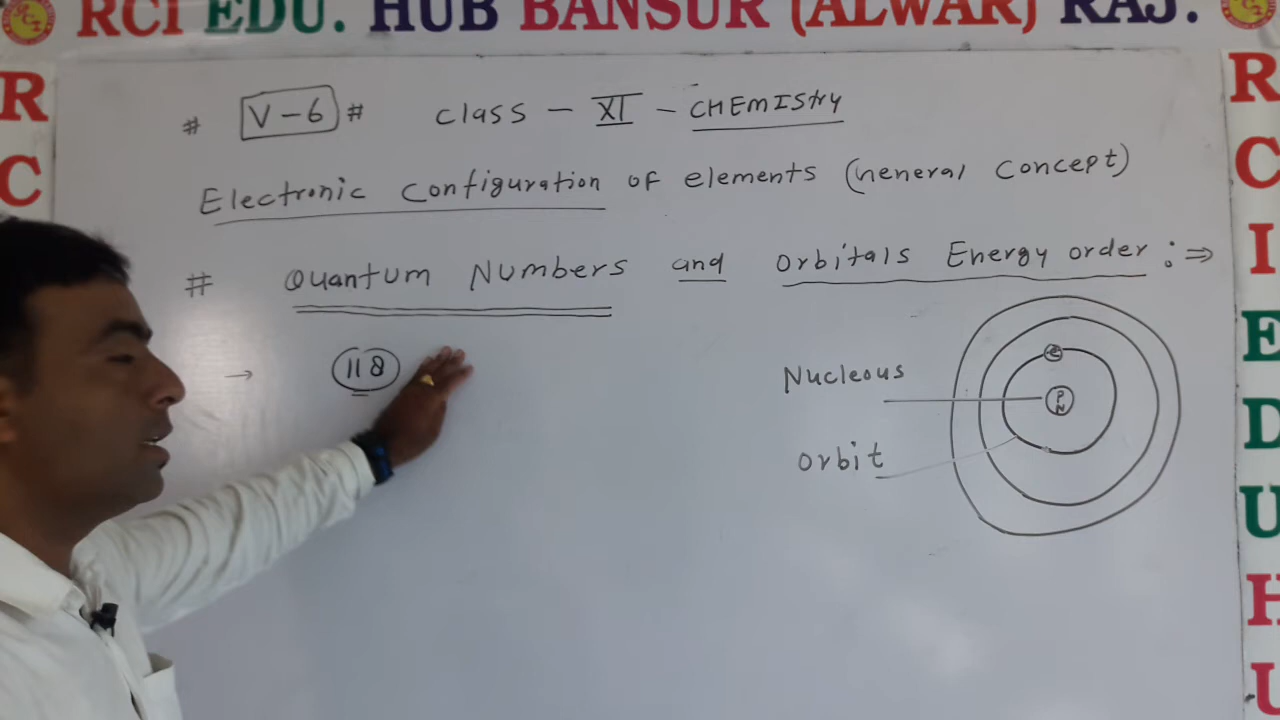 RCI EDU. HUB BANSUR (ALWAR) RAJ.
R
C
# V-6 # Class - XI - CHEMIStry
Electronic configuration of elements (General Concept)
# Quantum Numbers and orbitals Energy order :⇒
→ 118
Nucleous
orbit
e
P
N
R
C
I
E
D
U
H
U